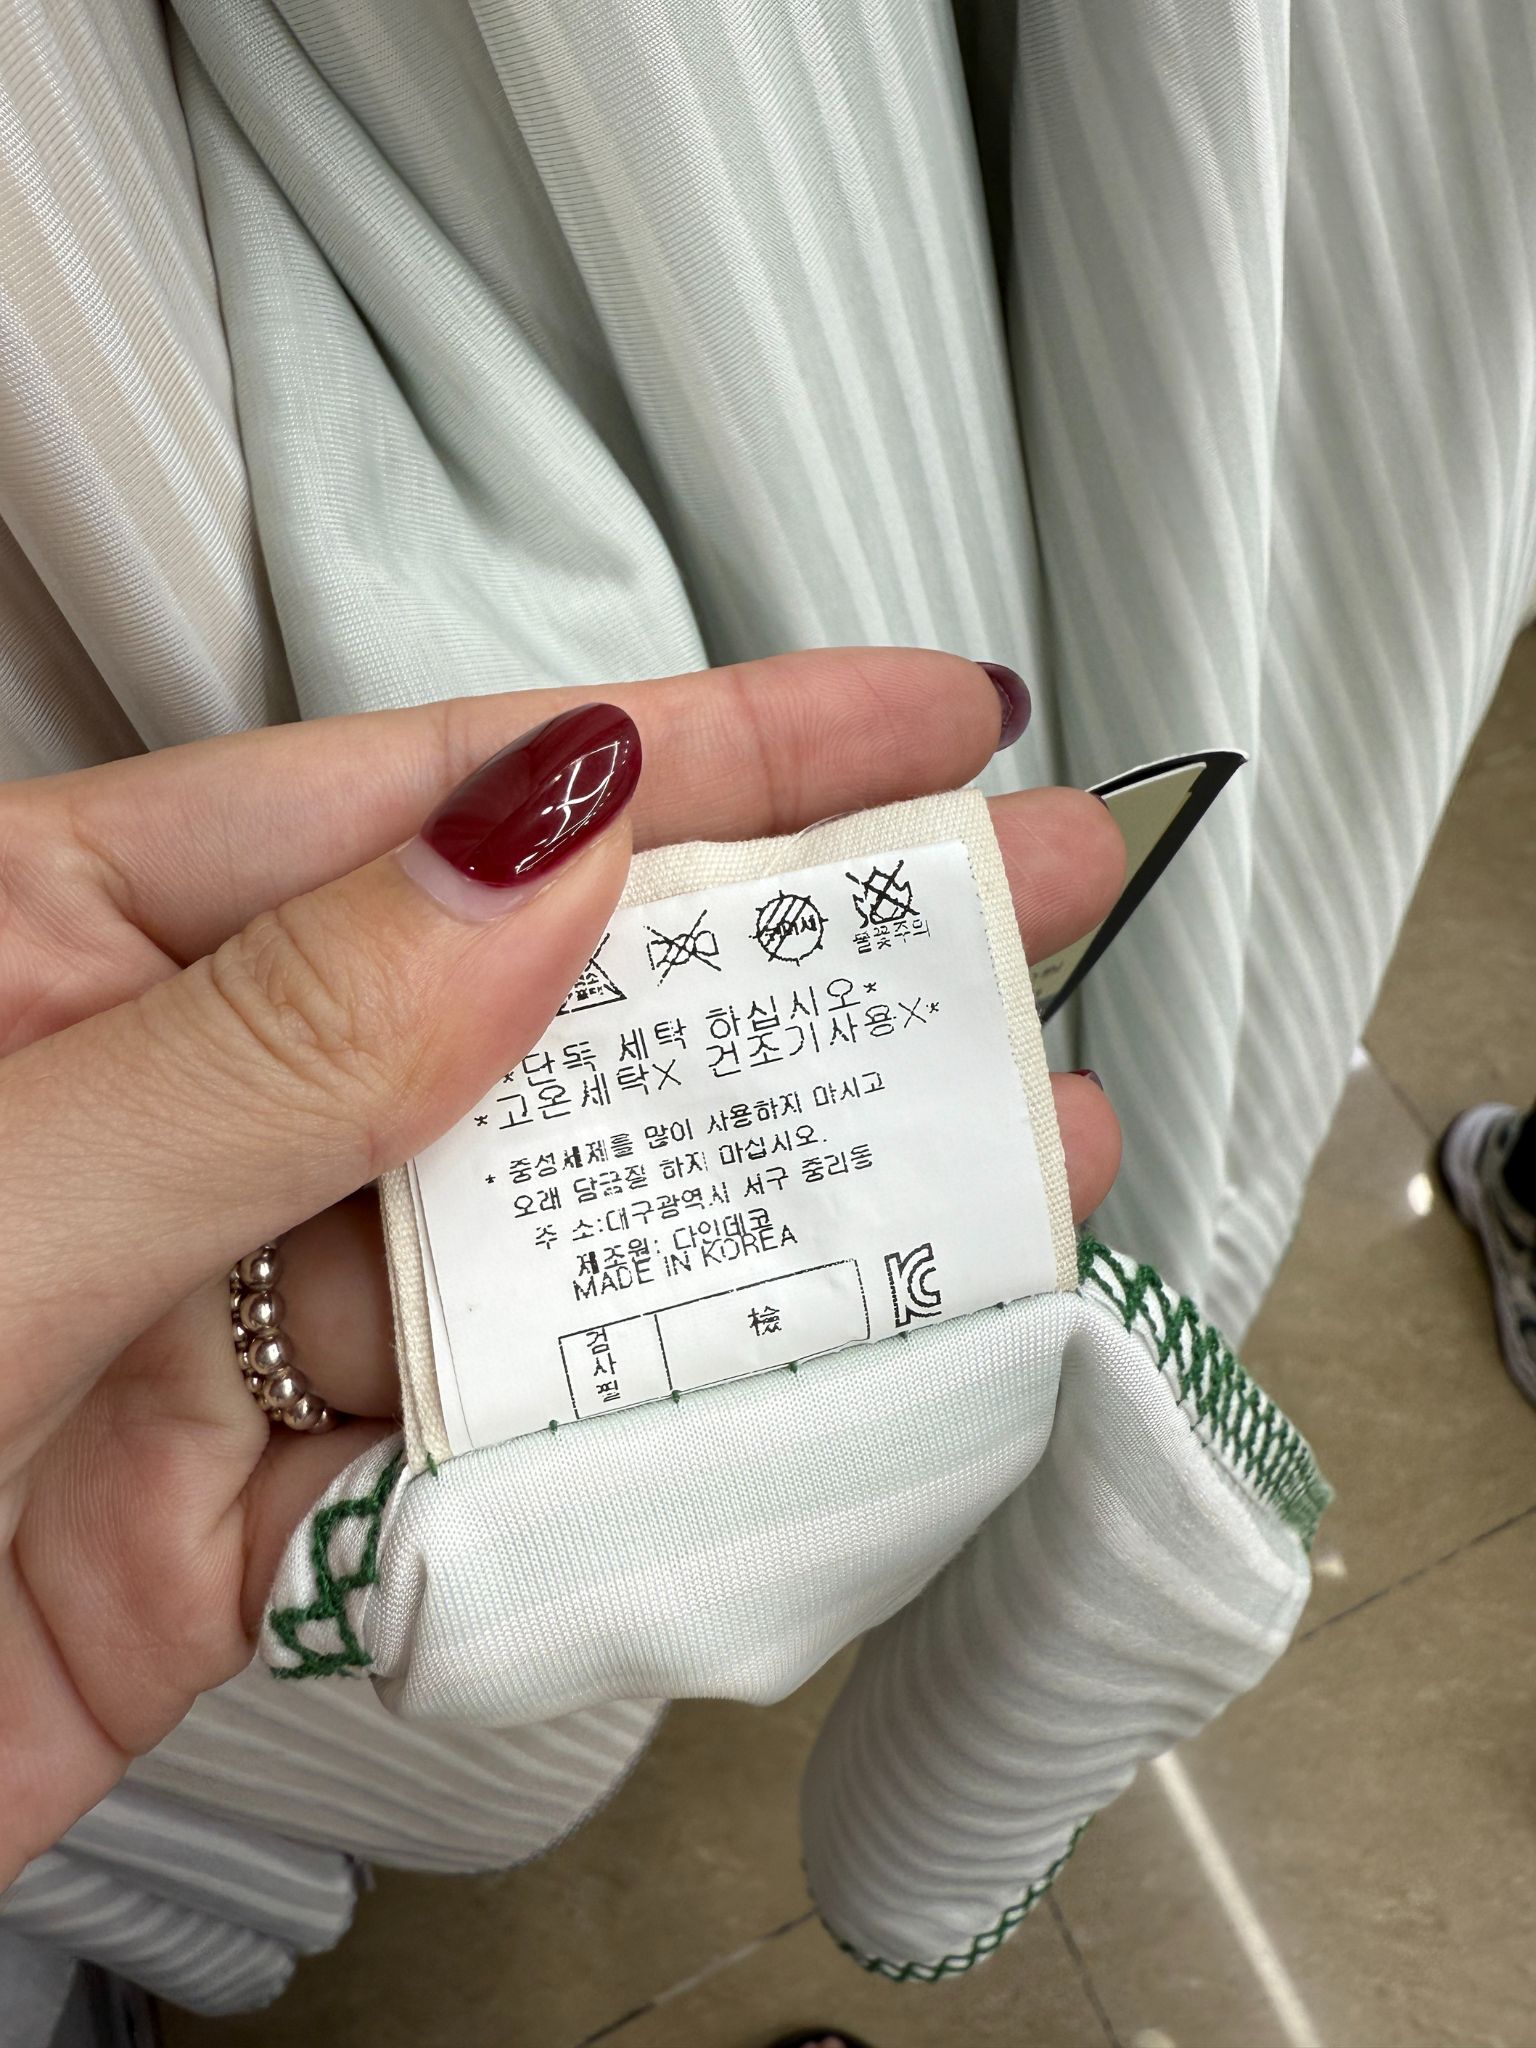 불꽃주의
*단독 세탁 하십시오*
*고온세탁X 건조기사용X*
* 중성세제를 많이 사용하지 마시고
오래 담금질 하지 마십시오.
주 소:대구광역시 서구 중리동
제조원: 다인데코
MADE IN KOREA
검사필
檢
KC